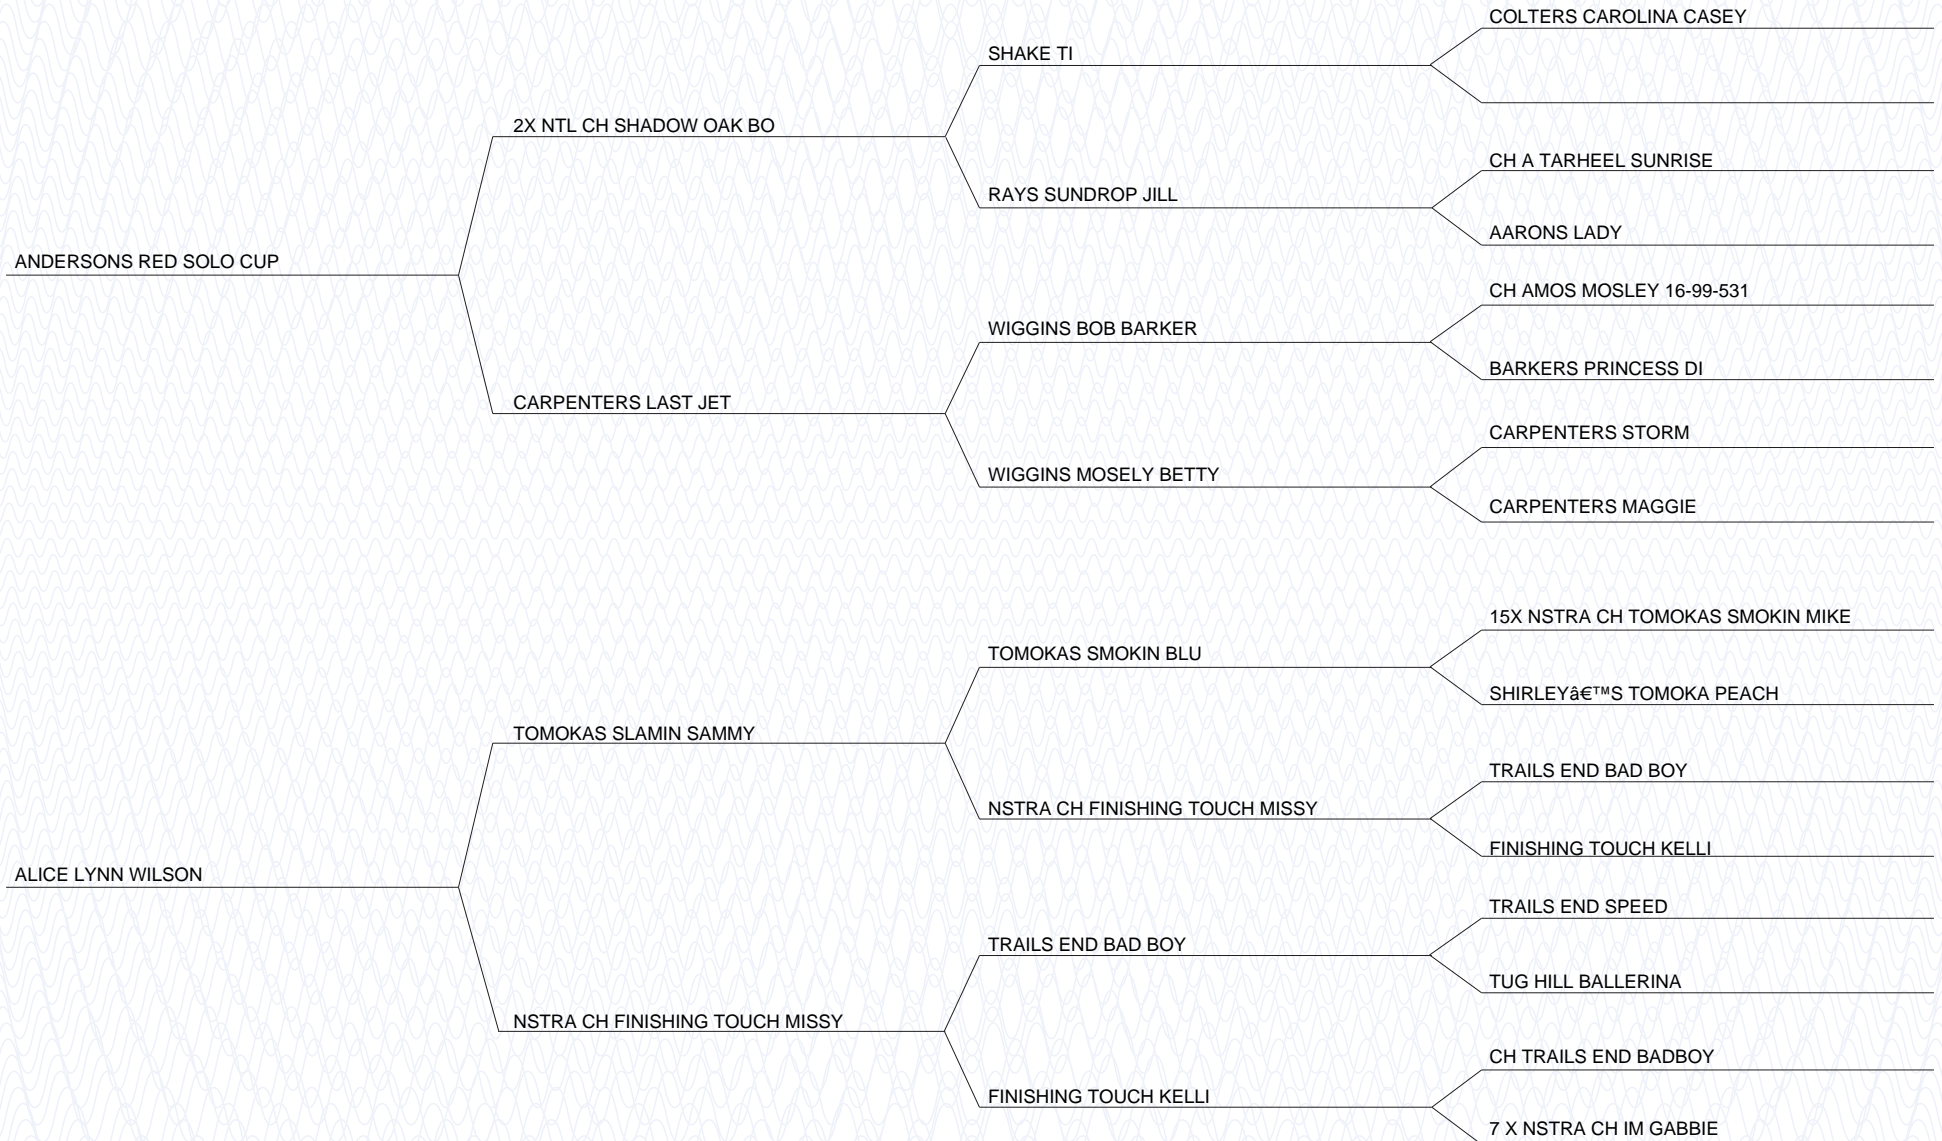 COLTERS CAROLINA CASEY
SHAKE TI
2X NTL CH SHADOW OAK BO
CH A TARHEEL SUNRISE
RAYS SUNDROP JILL
AARONS LADY
ANDERSONS RED SOLO CUP
CH AMOS MOSLEY 16-99-531
WIGGINS BOB BARKER
BARKERS PRINCESS DI
CARPENTERS LAST JET
CARPENTERS STORM
WIGGINS MOSELY BETTY
CARPENTERS MAGGIE
15X NSTRA CH TOMOKAS SMOKIN MIKE
TOMOKAS SMOKIN BLU
SHIRLEYâ€™S TOMOKA PEACH
TOMOKAS SLAMIN SAMMY
TRAILS END BAD BOY
NSTRA CH FINISHING TOUCH MISSY
FINISHING TOUCH KELLI
ALICE LYNN WILSON
TRAILS END SPEED
TRAILS END BAD BOY
TUG HILL BALLERINA
NSTRA CH FINISHING TOUCH MISSY
CH TRAILS END BADBOY
FINISHING TOUCH KELLI
7 X NSTRA CH IM GABBIE